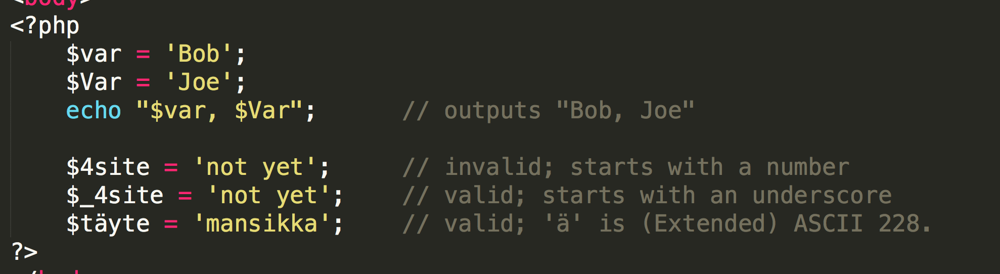 <body>
<?php
$var = 'Bob';
$Var = 'Joe';
echo "$var, $Var"; // outputs "Bob, Joe"
$4site = 'not yet'; // invalid; starts with a number
$_4site = 'not yet'; // valid; starts with an underscore
$täyte = 'mansikka'; // valid; 'ä' is (Extended) ASCII 228.
?>